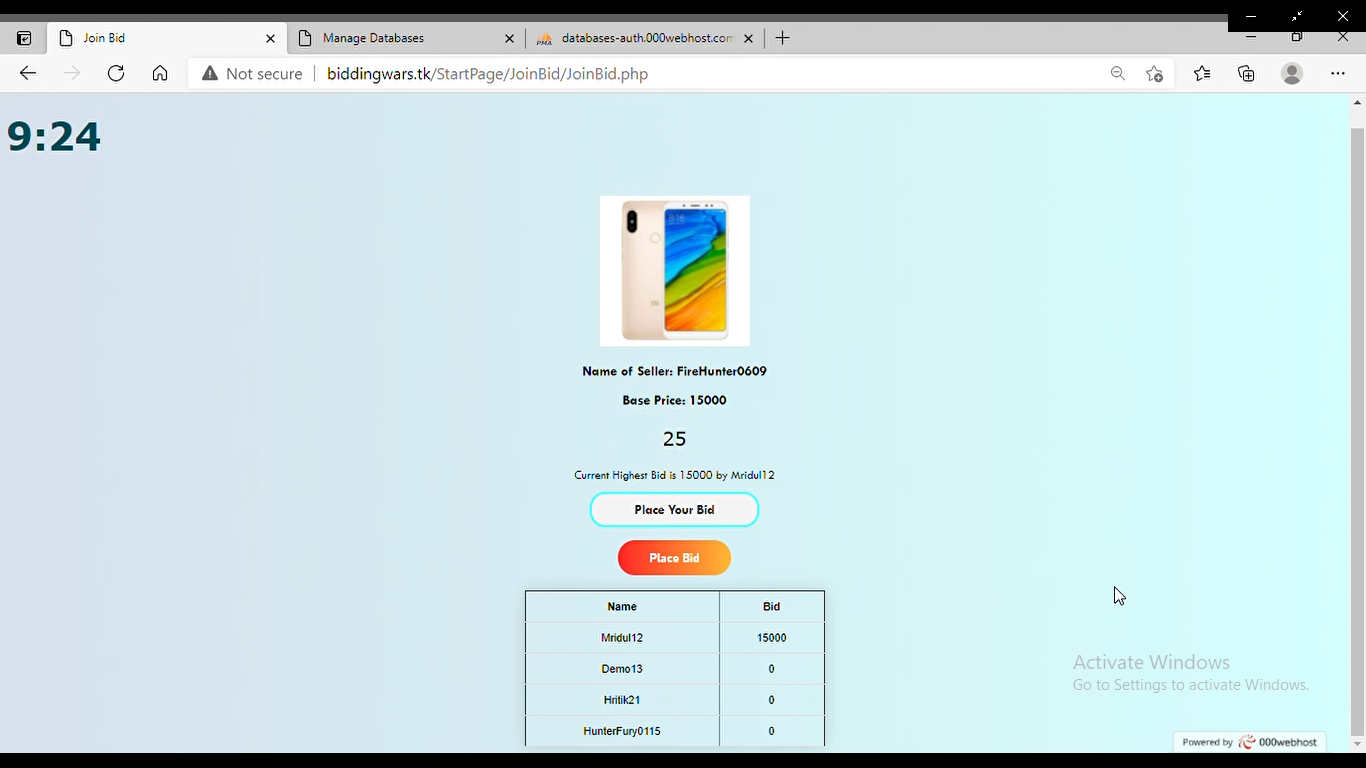 Join Bid
Manage Databases
PMA databases-auth.000webhost.com
Not secure biddingwars.tk/StartPage/JoinBid/JoinBid.php
9:24
8:16
Name of Seller: FireHunter0609
Base Price: 15000
25
Current Highest Bid is 15000 by Mridul12
Place Your Bid
Place Bid
Name Bid
Mridul12 15000
Demo13 0
Hritik21 0
HunterFury0115 0
Activate Windows
Go to Settings to activate Windows.
Powered by 000webhost